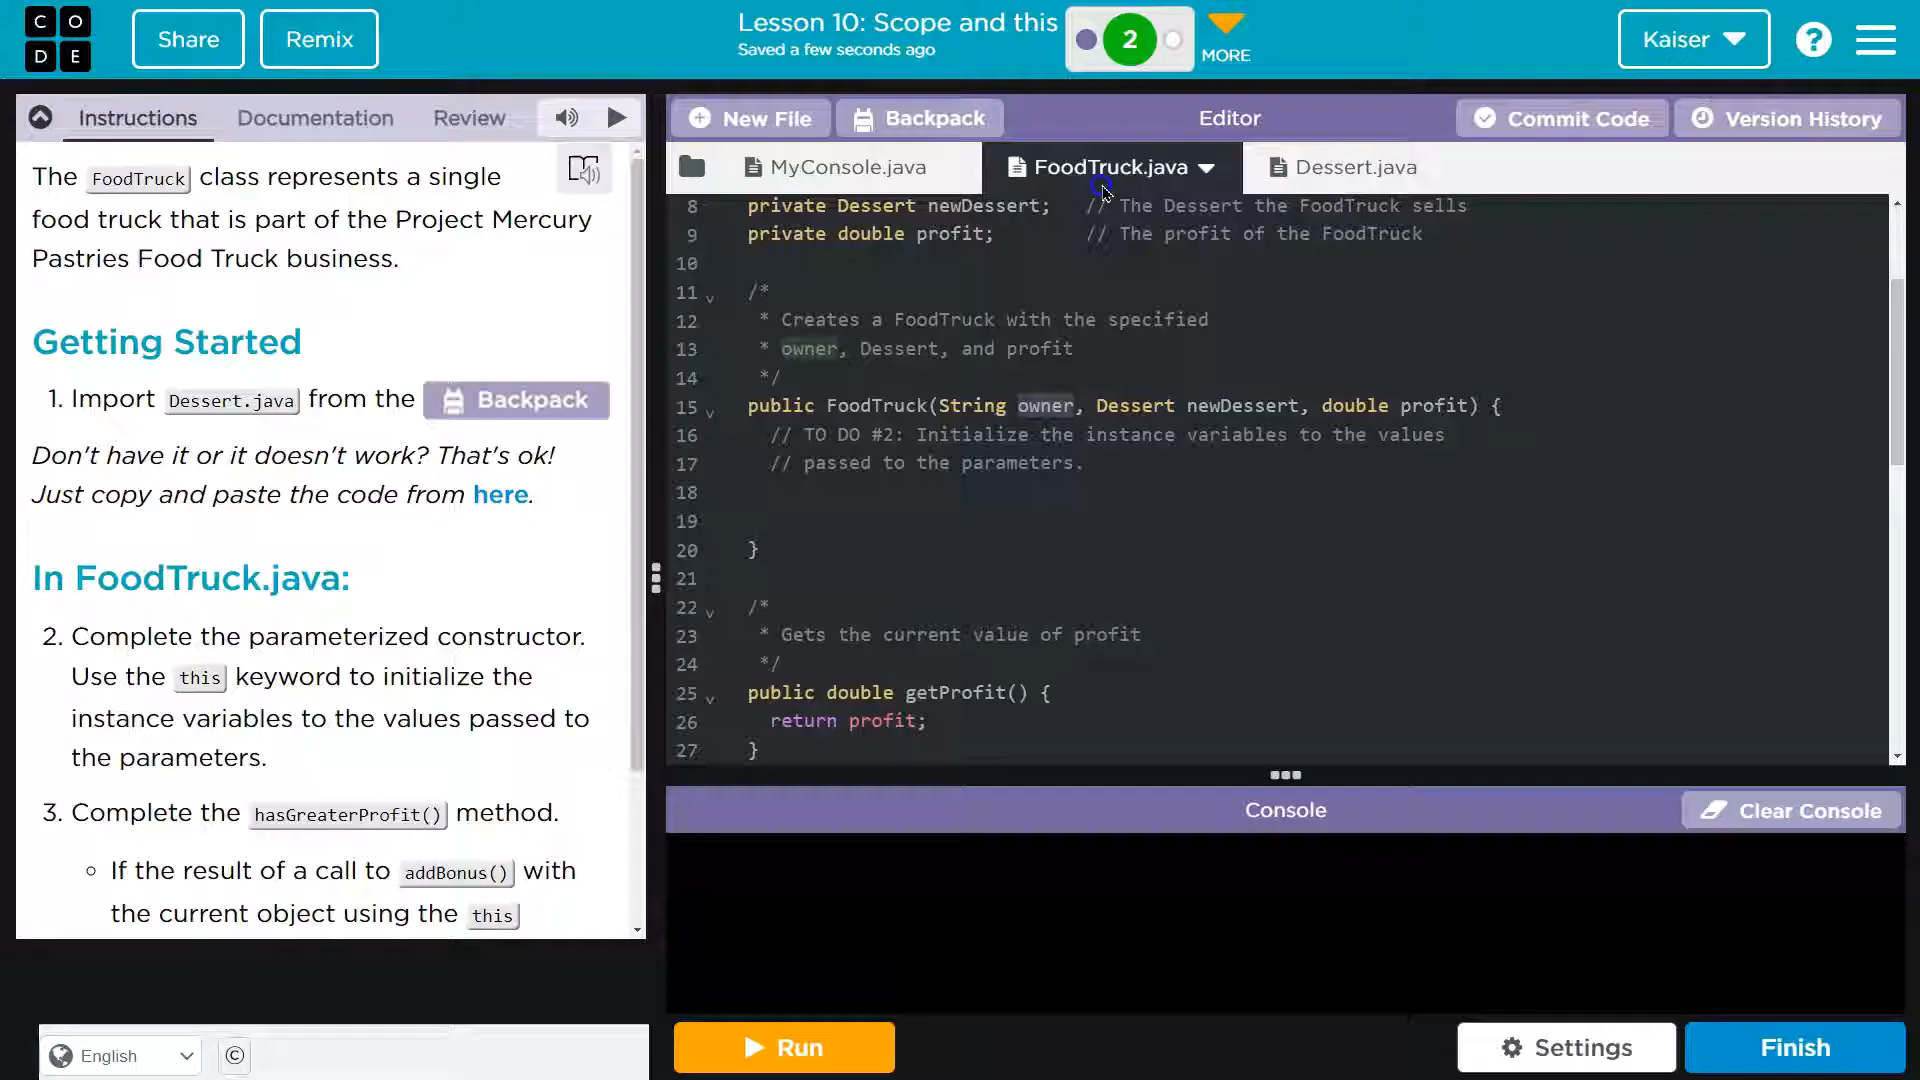 C O
D E
Share
Remix
Lesson 10: Scope and this
Saved a few seconds ago
2
MORE
Kaiser
?
Instructions
Documentation
Review
The FoodTruck class represents a single
food truck that is part of the Project Mercury
Pastries Food Truck business.
Getting Started
1. Import Dessert.java from the Backpack
Don't have it or it doesn't work? That's ok!
Just copy and paste the code from here.
In FoodTruck.java:
2. Complete the parameterized constructor.
Use the this keyword to initialize the
instance variables to the values passed to
the parameters.
3. Complete the hasGreaterProfit() method.
If the result of a call to addBonus() with
the current object using the this
English
©
New File
Backpack
Editor
Commit Code
Version History
MyConsole.java
FoodTruck.java
Dessert.java
8 private Dessert newDessert; // The Dessert the FoodTruck sells
9 private double profit; // The profit of the FoodTruck
10
11 /*
12 * Creates a FoodTruck with the specified
13 * owner, Dessert, and profit
14 */
15 public FoodTruck(String owner, Dessert newDessert, double profit) {
16 // TO DO #2: Initialize the instance variables to the values
17 // passed to the parameters.
18
19
20 }
21
22 /*
23 * Gets the current value of profit
24 */
25 public double getProfit() {
26 return profit;
27 }
Console
Clear Console
Run
Settings
Finish